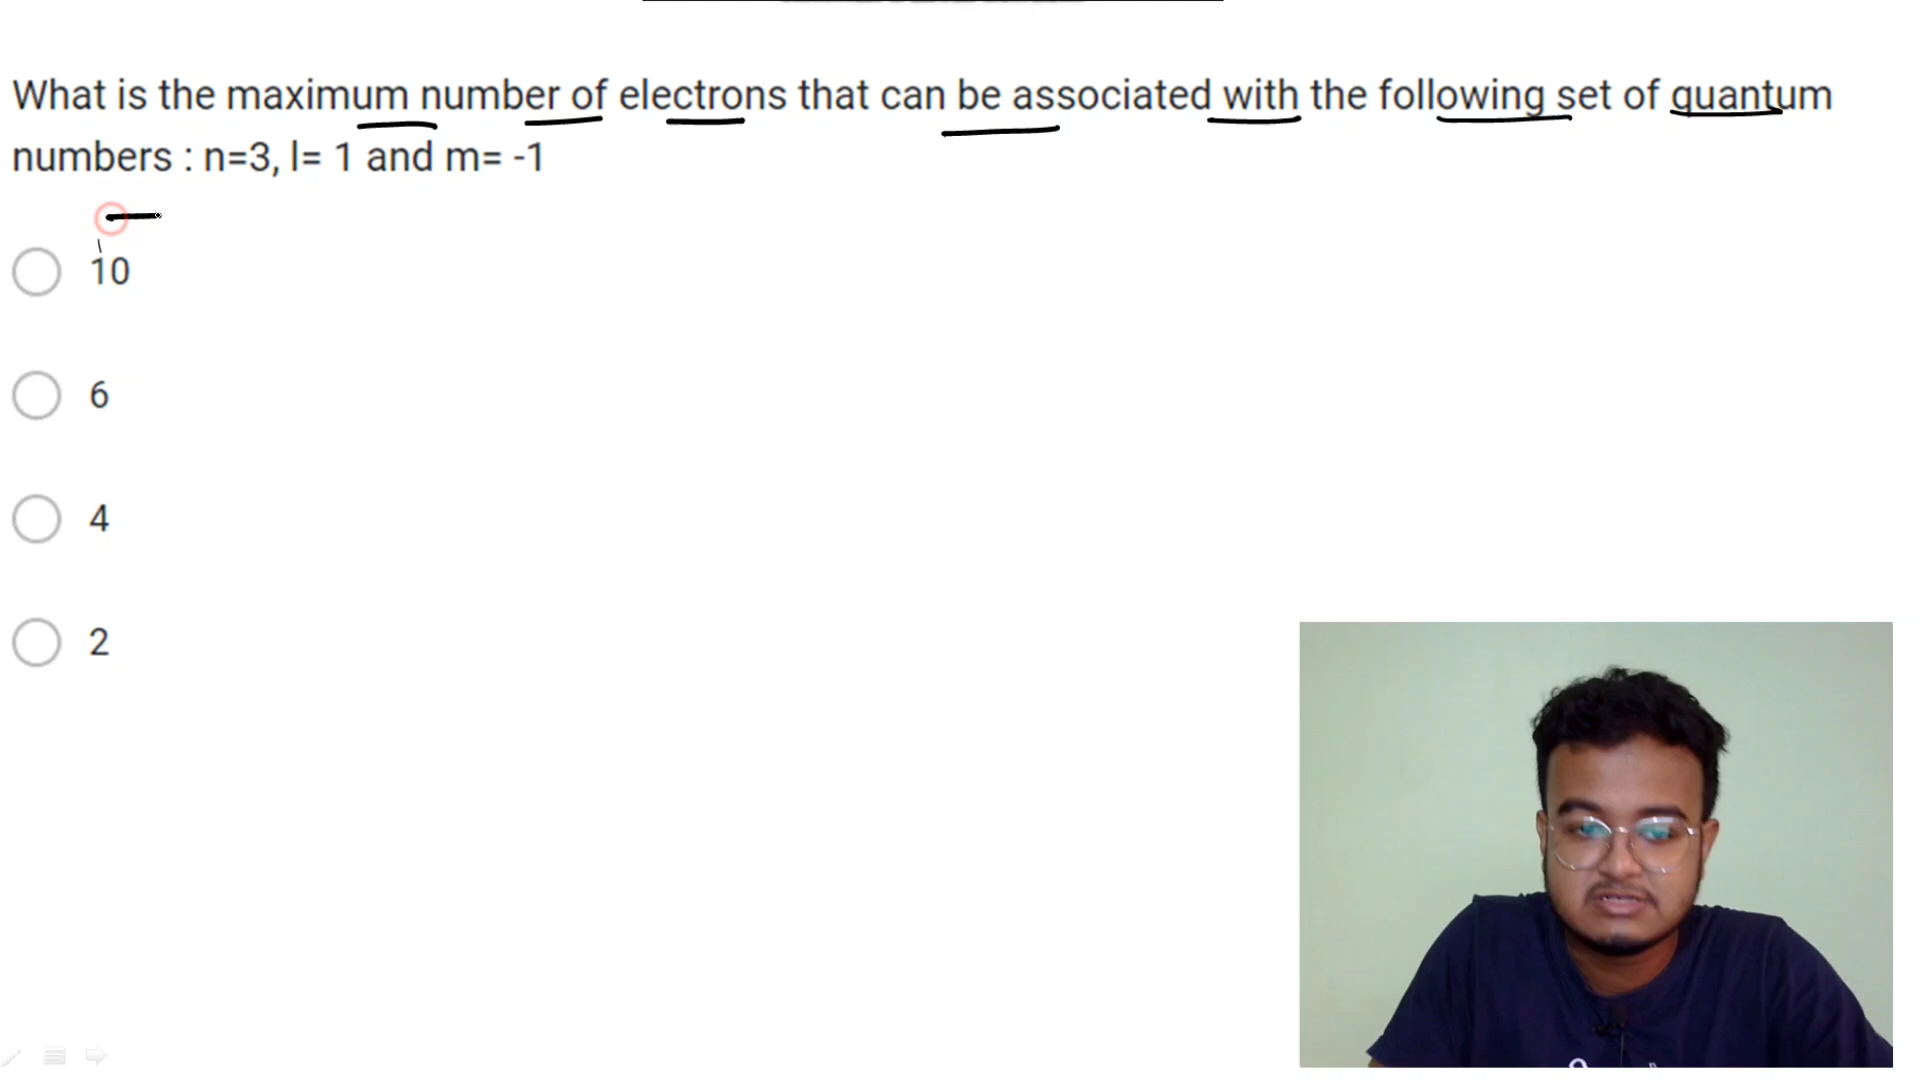 What is the maximum number of electrons that can be associated with the following set of quantum
numbers : n=3, l= 1 and m= -1
10
6
4
2